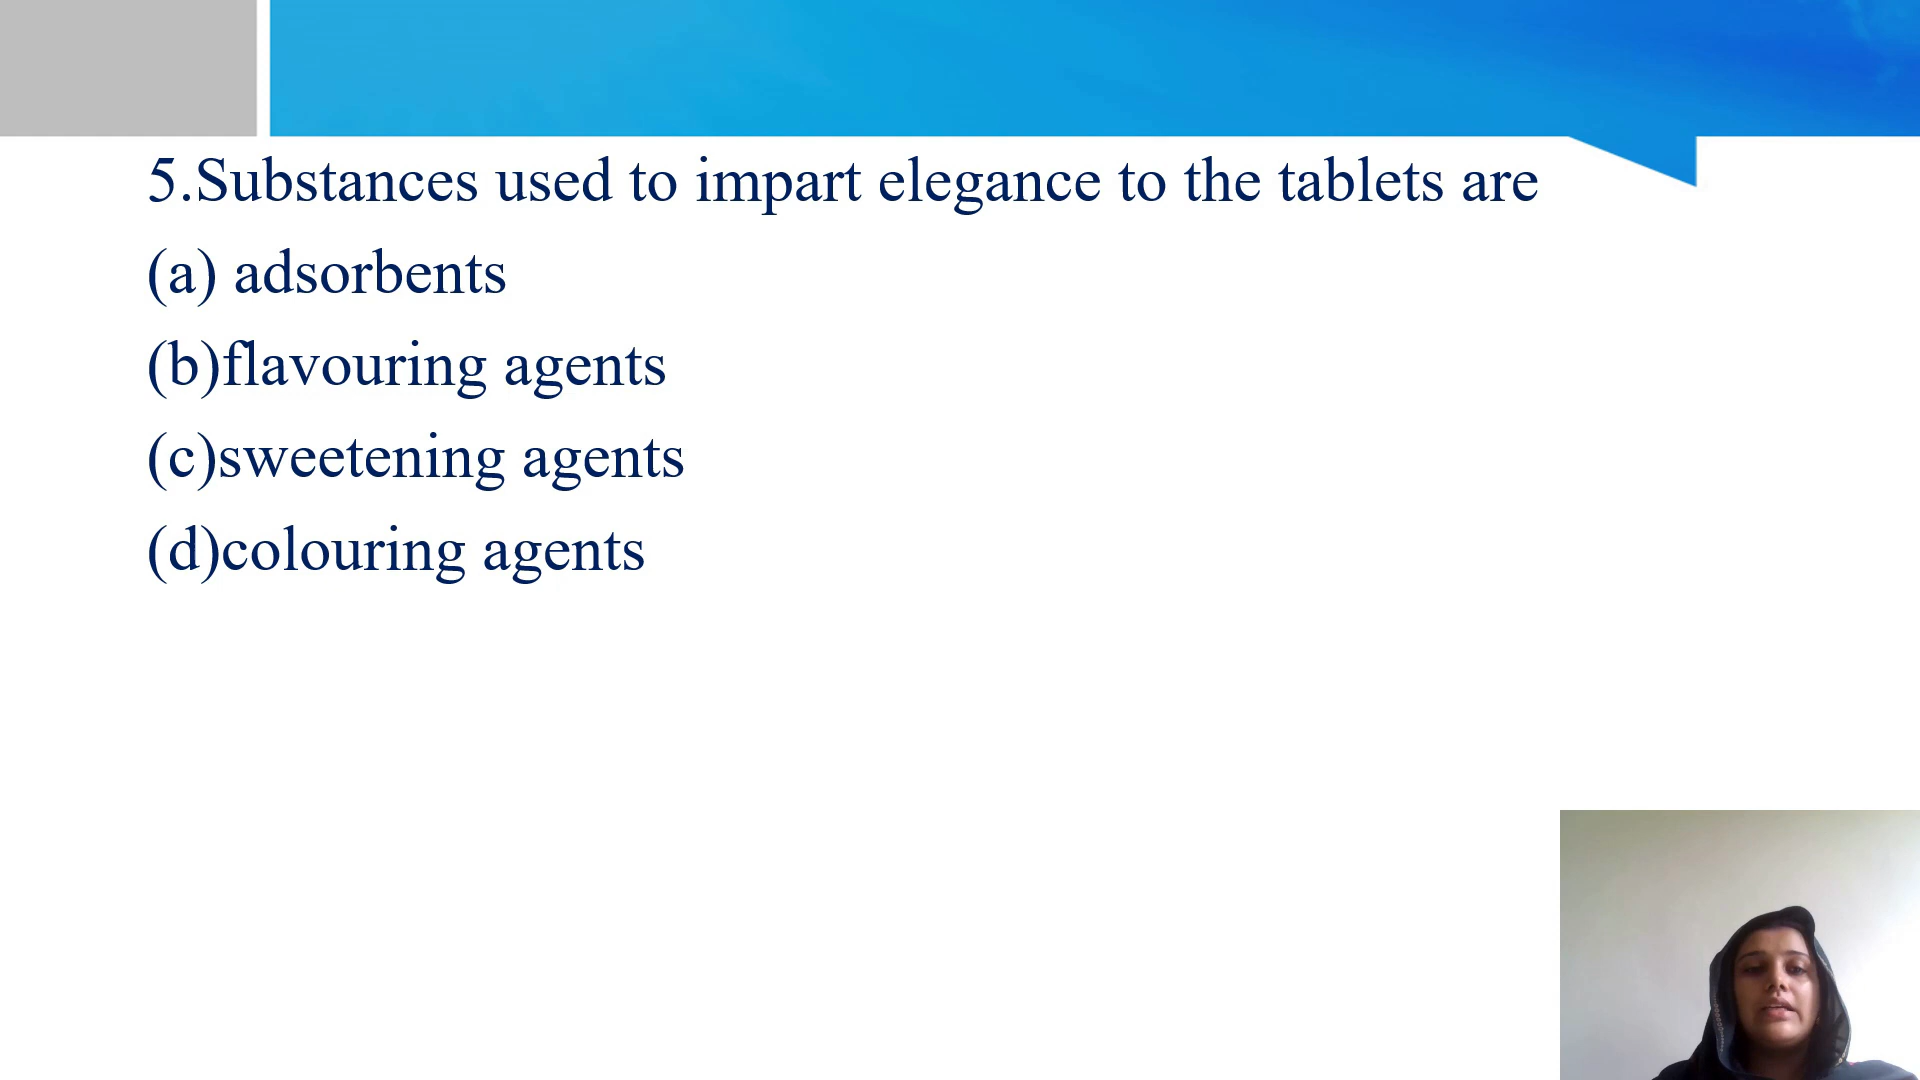 5.Substances used to impart elegance to the tablets are
(a) adsorbents
(b)flavouring agents
(c)sweetening agents
(d)colouring agents